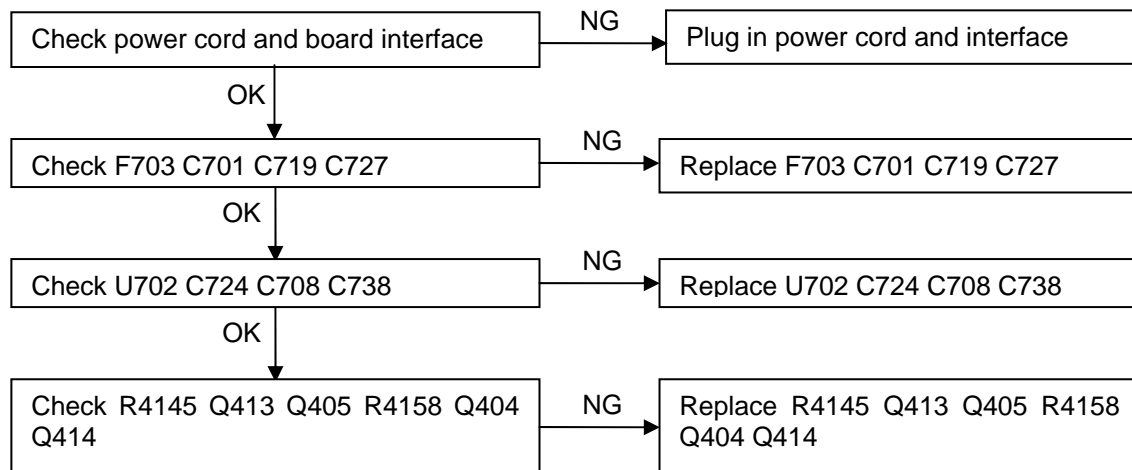 Check power cord and board interface
NG
Plug in power cord and interface
OK
Check F703 C701 C719 C727
NG
Replace F703 C701 C719 C727
OK
Check U702 C724 C708 C738
NG
Replace U702 C724 C708 C738
OK
Check R4145 Q413 Q405 R4158 Q404
Q414
NG
Replace R4145 Q413 Q405 R4158
Q404 Q414